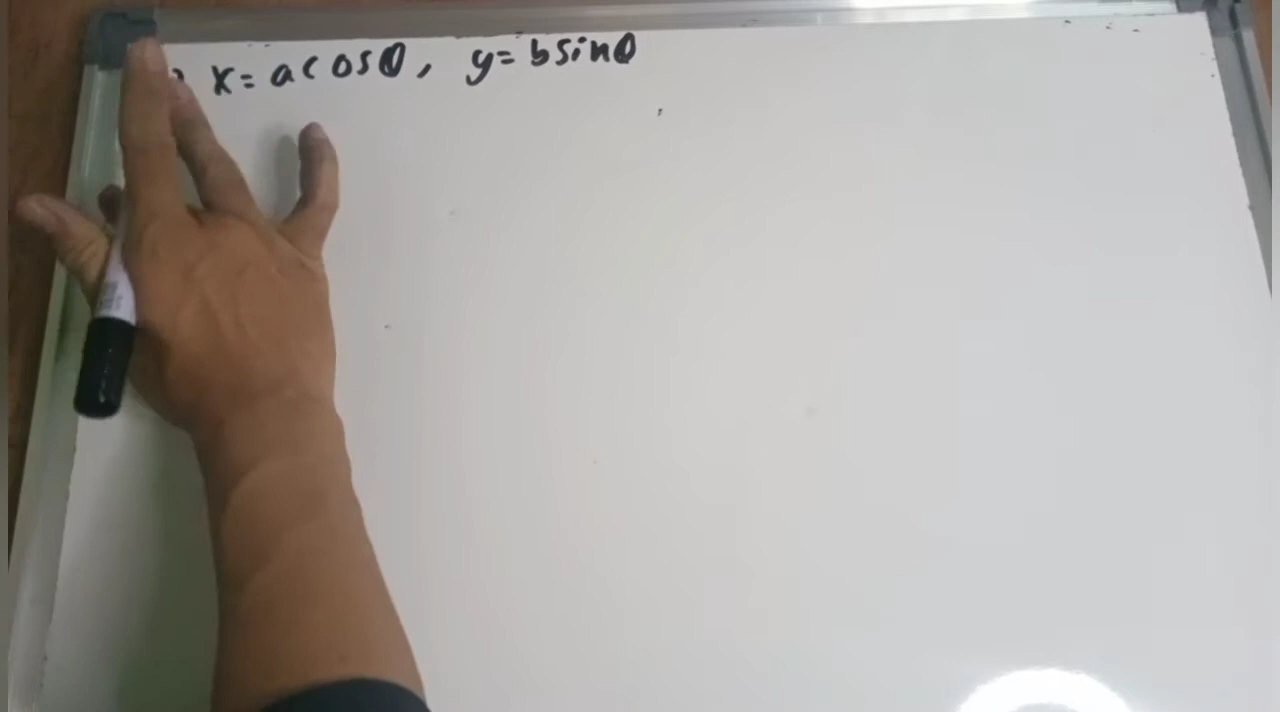 x= acosθ, y= bsinθ